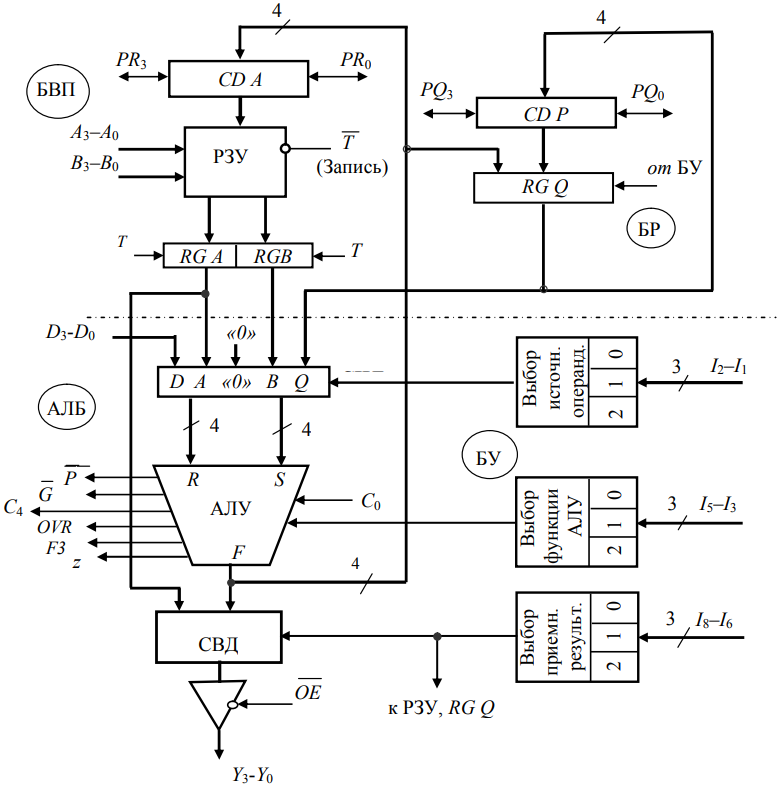 4
4
PR₃
PR₀
CD A
БВП
PQ₃
PQ₀
CD P
A₃–A₀
B₃–B₀
РЗУ
T̅
(Запись)
от БУ
RG Q
БР
T
RG A
RGB
T
D₃-D₀
«0»
D A «0» B Q
Выбор источн. операнд.
2 1 0
3
I₂–I₁
АЛБ
4
4
БУ
R
S
P̅
G̅
C₄
OVR
F3
z
АЛУ
F
C₀
Выбор функции АЛУ
2 1 0
3
I₅–I₃
4
СВД
Выбор приемн. результ.
2 1 0
3
I₈–I₆
O̅E̅
к РЗУ, RG Q
Y₃-Y₀